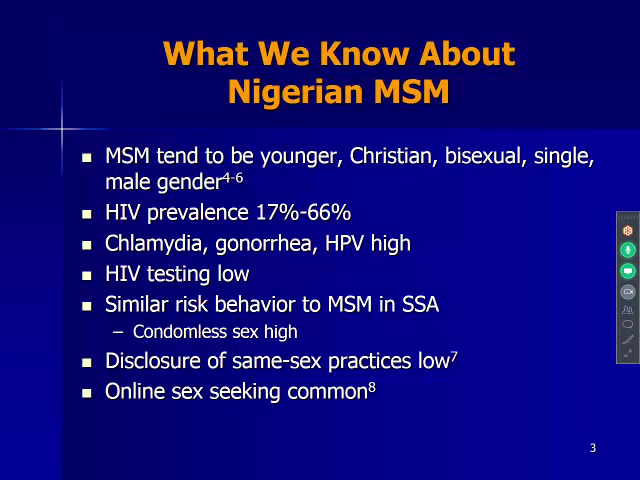 What We Know About
Nigerian MSM
MSM tend to be younger, Christian, bisexual, single,
male gender4-6
HIV prevalence 17%-66%
Chlamydia, gonorrhea, HPV high
HIV testing low
Similar risk behavior to MSM in SSA
– Condomless sex high
Disclosure of same-sex practices low7
Online sex seeking common8
3